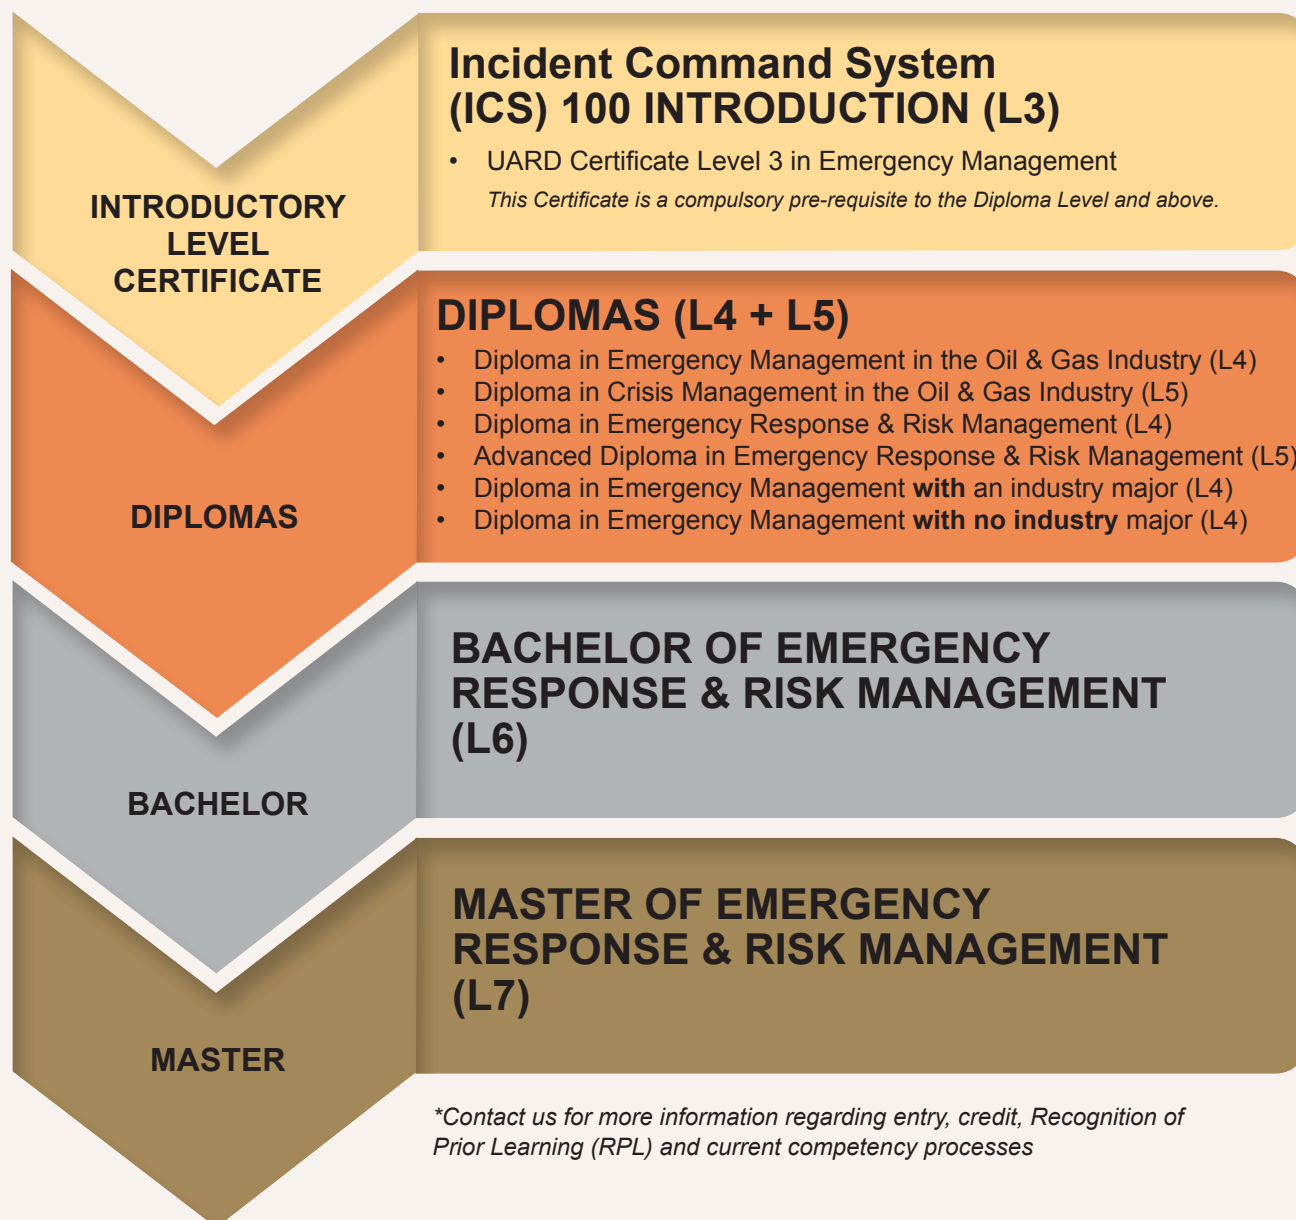 INTRODUCTORY
LEVEL
CERTIFICATE
Incident Command System
(ICS) 100 INTRODUCTION (L3)
• UARD Certificate Level 3 in Emergency Management
This Certificate is a compulsory pre-requisite to the Diploma Level and above.
DIPLOMAS
DIPLOMAS (L4 + L5)
• Diploma in Emergency Management in the Oil & Gas Industry (L4)
• Diploma in Crisis Management in the Oil & Gas Industry (L5)
• Diploma in Emergency Response & Risk Management (L4)
• Advanced Diploma in Emergency Response & Risk Management (L5)
• Diploma in Emergency Management with an industry major (L4)
• Diploma in Emergency Management with no industry major (L4)
BACHELOR
BACHELOR OF EMERGENCY
RESPONSE & RISK MANAGEMENT
(L6)
MASTER
MASTER OF EMERGENCY
RESPONSE & RISK MANAGEMENT
(L7)
*Contact us for more information regarding entry, credit, Recognition of
Prior Learning (RPL) and current competency processes